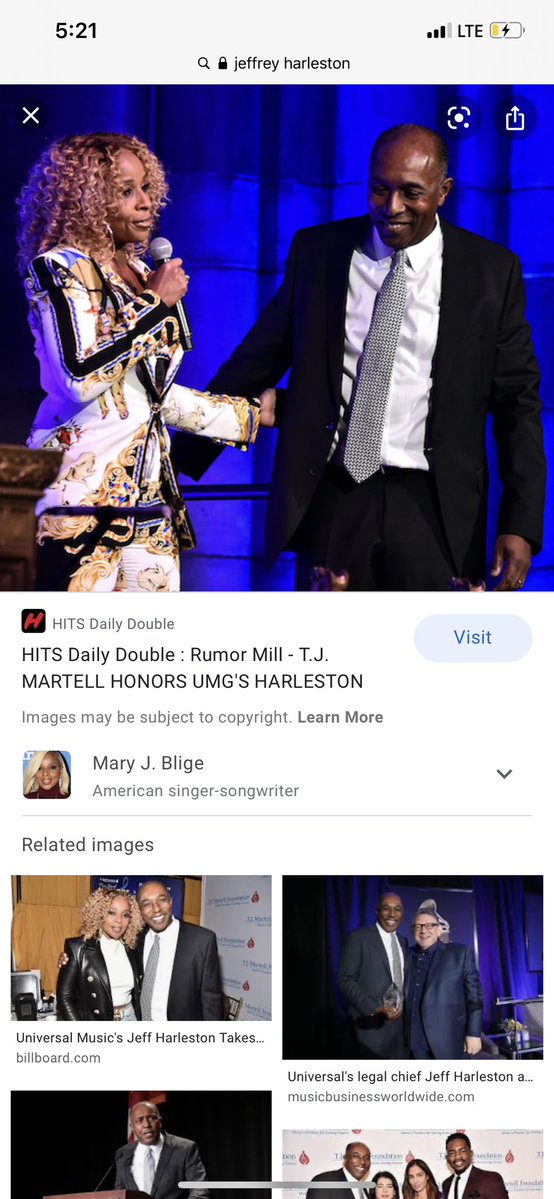 5:21
LTE
jeffrey harleston
HITS Daily Double
Visit
HITS Daily Double : Rumor Mill - T.J.
MARTELL HONORS UMG'S HARLESTON
Images may be subject to copyright. Learn More
Mary J. Blige
American singer-songwriter
Related images
T.J. Martell
Foundation
Universal Music's Jeff Harleston Takes...
billboard.com
Universal's legal chief Jeff Harleston a...
musicbusinessworldwide.com